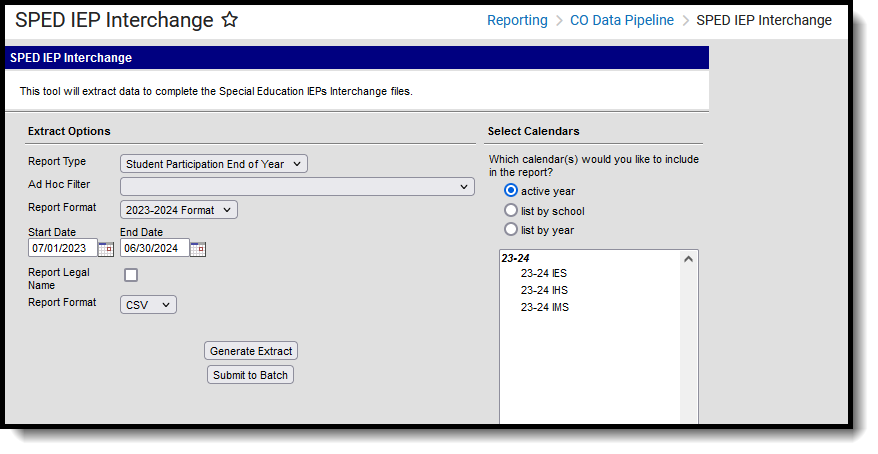 SPED IEP Interchange
Reporting > CO Data Pipeline > SPED IEP Interchange
SPED IEP Interchange
This tool will extract data to complete the Special Education IEPs Interchange files.
Extract Options
Report Type
Student Participation End of Year
Ad Hoc Filter
Report Format
2023-2024 Format
Start Date
End Date
07/01/2023
06/30/2024
Report Legal
Name
Report Format
CSV
Generate Extract
Submit to Batch
Select Calendars
Which calendar(s) would you like to include
in the report?
active year
list by school
list by year
23-24
23-24 IES
23-24 IHS
23-24 IMS